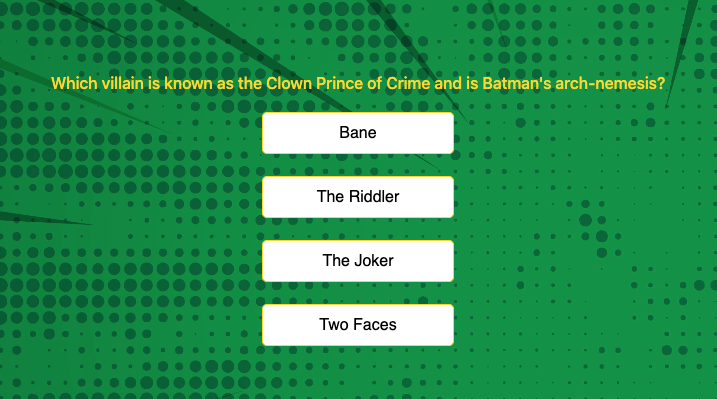 Which villain is known as the Clown Prince of Crime and is Batman's arch-nemesis?
Bane
The Riddler
The Joker
Two Faces